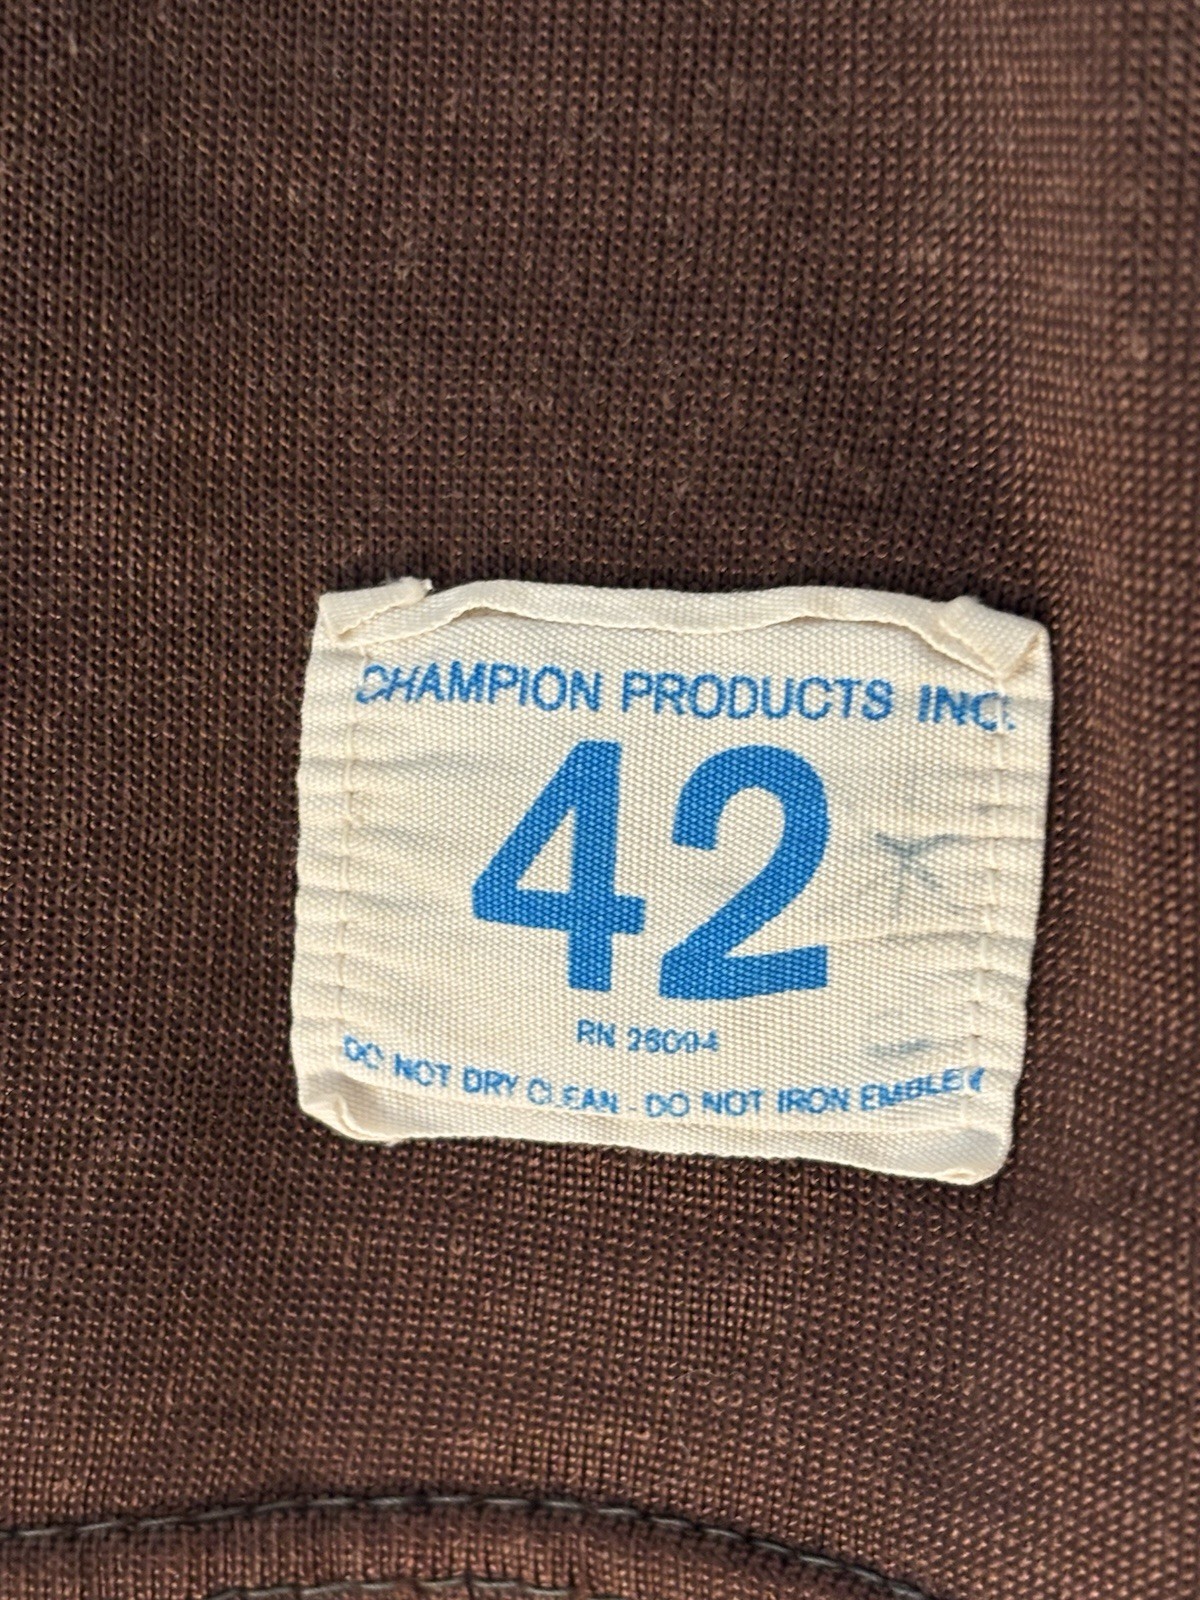 CHAMPION PRODUCTS INC.
42
RN 26094
DO NOT DRY CLEAN - DO NOT IRON EMBLEM